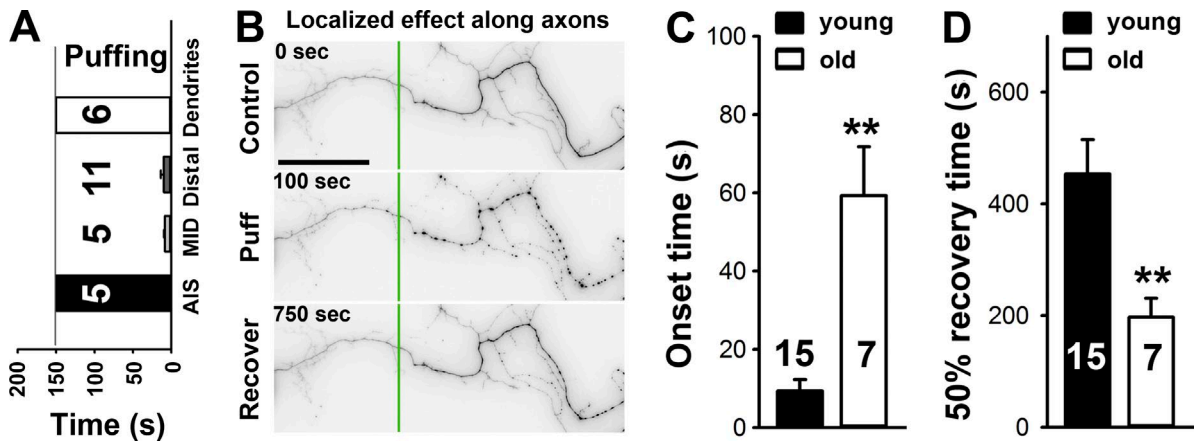 A
Puffing
6
11
5
5
Dendrites
Distal
MID
AIS
200
150
100
50
0
Time (s)
B
Localized effect along axons
0 sec
Control
100 sec
Puff
750 sec
Recover
C
young
old
Onset time (s)
100
80
60
40
20
0
**
15
7
D
young
old
50% recovery time (s)
600
400
200
0
**
15
7